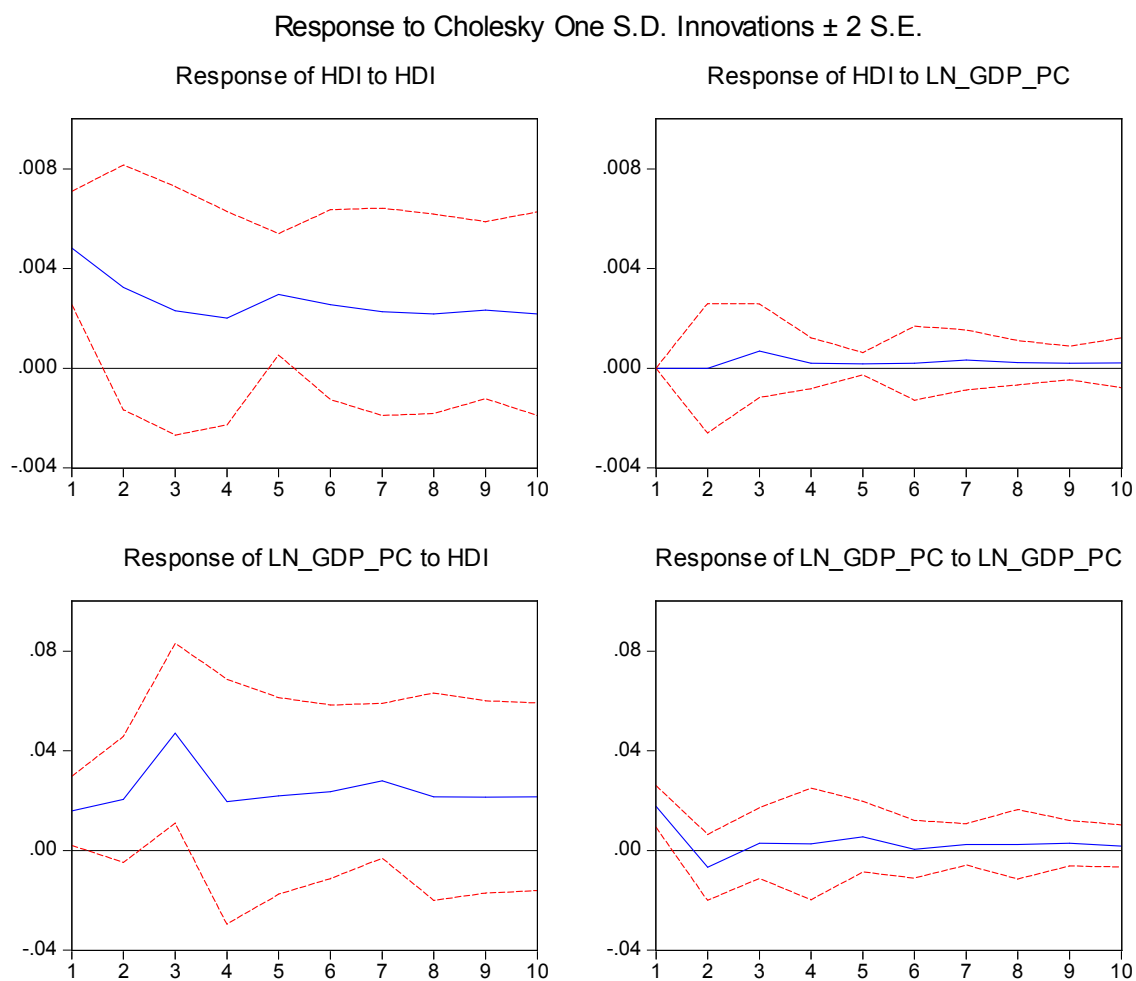 Response to Cholesky One S.D. Innovations ± 2 S.E.
Response of HDI to HDI
.008
.004
.000
-.004
1 2 3 4 5 6 7 8 9 10
Response of HDI to LN_GDP_PC
.008
.004
.000
-.004
1 2 3 4 5 6 7 8 9 10
Response of LN_GDP_PC to HDI
.08
.04
.00
-.04
1 2 3 4 5 6 7 8 9 10
Response of LN_GDP_PC to LN_GDP_PC
.08
.04
.00
-.04
1 2 3 4 5 6 7 8 9 10